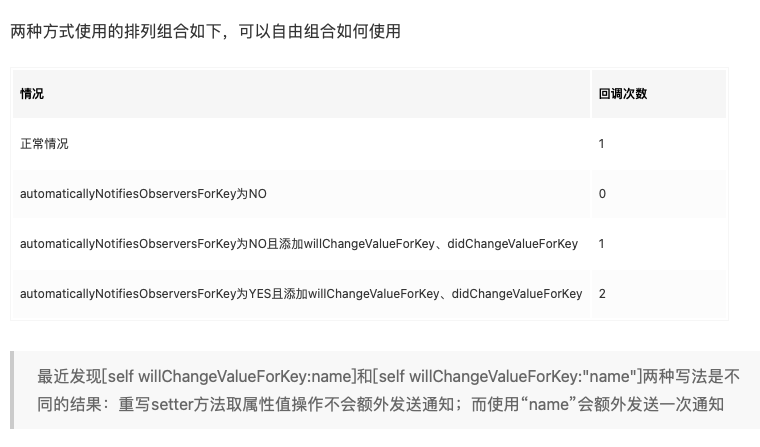 两种方式使用的排列组合如下，可以自由组合如何使用
情况 回调次数
正常情况 1
automaticallyNotifiesObserversForKey为NO 0
automaticallyNotifiesObserversForKey为NO且添加willChangeValueForKey、didChangeValueForKey 1
automaticallyNotifiesObserversForKey为YES且添加willChangeValueForKey、didChangeValueForKey 2
最近发现[self willChangeValueForKey:name]和[self willChangeValueForKey:"name"]两种写法是不
同的结果：重写setter方法取属性值操作不会额外发送通知；而使用“name”会额外发送一次通知